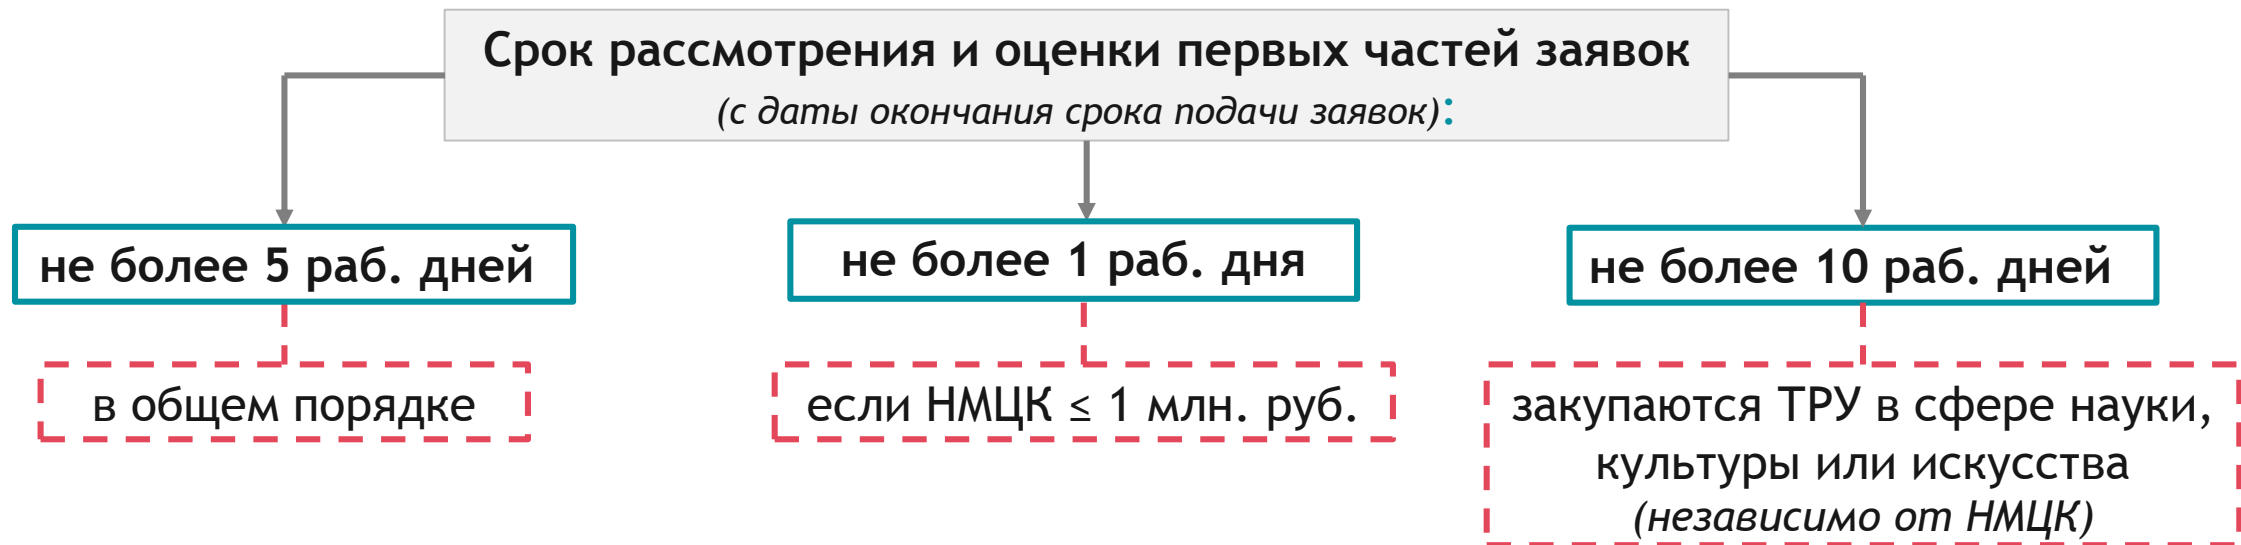 Срок рассмотрения и оценки первых частей заявок
(с даты окончания срока подачи заявок):
не более 5 раб. дней
в общем порядке
не более 1 раб. дня
если НМЦК ≤ 1 млн. руб.
не более 10 раб. дней
закупаются ТРУ в сфере науки,
культуры или искусства
(независимо от НМЦК)